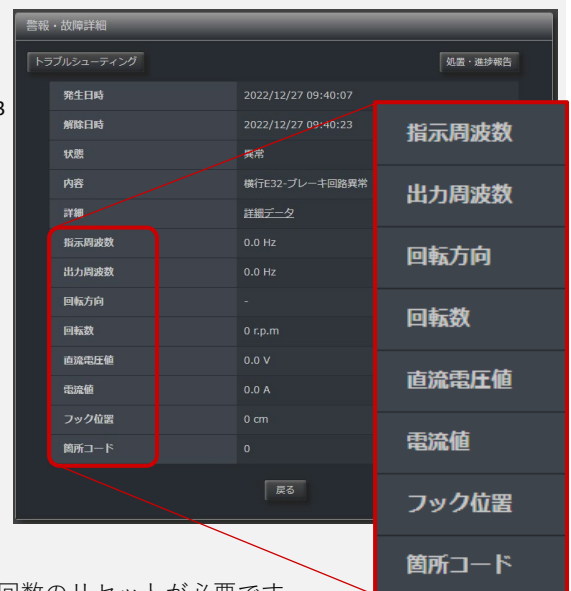 警報・故障詳細
トラブルシューティング 処置・進捗報告
発生日時 2022/12/27 09:40:07
解除日時 2022/12/27 09:40:23
状態 異常
内容 横行E32-ブレーキ回路異常
詳細 詳細データ
指示周波数 0.0 Hz
出力周波数 0.0 Hz
回転方向 -
回転数 0 r.p.m
直流電圧値 0.0 V
電流値 0.0 A
フック位置 0 cm
箇所コード 0
戻る
指示周波数
出力周波数
回転方向
回転数
直流電圧値
電流値
フック位置
箇所コード
回数のリセットが必要です